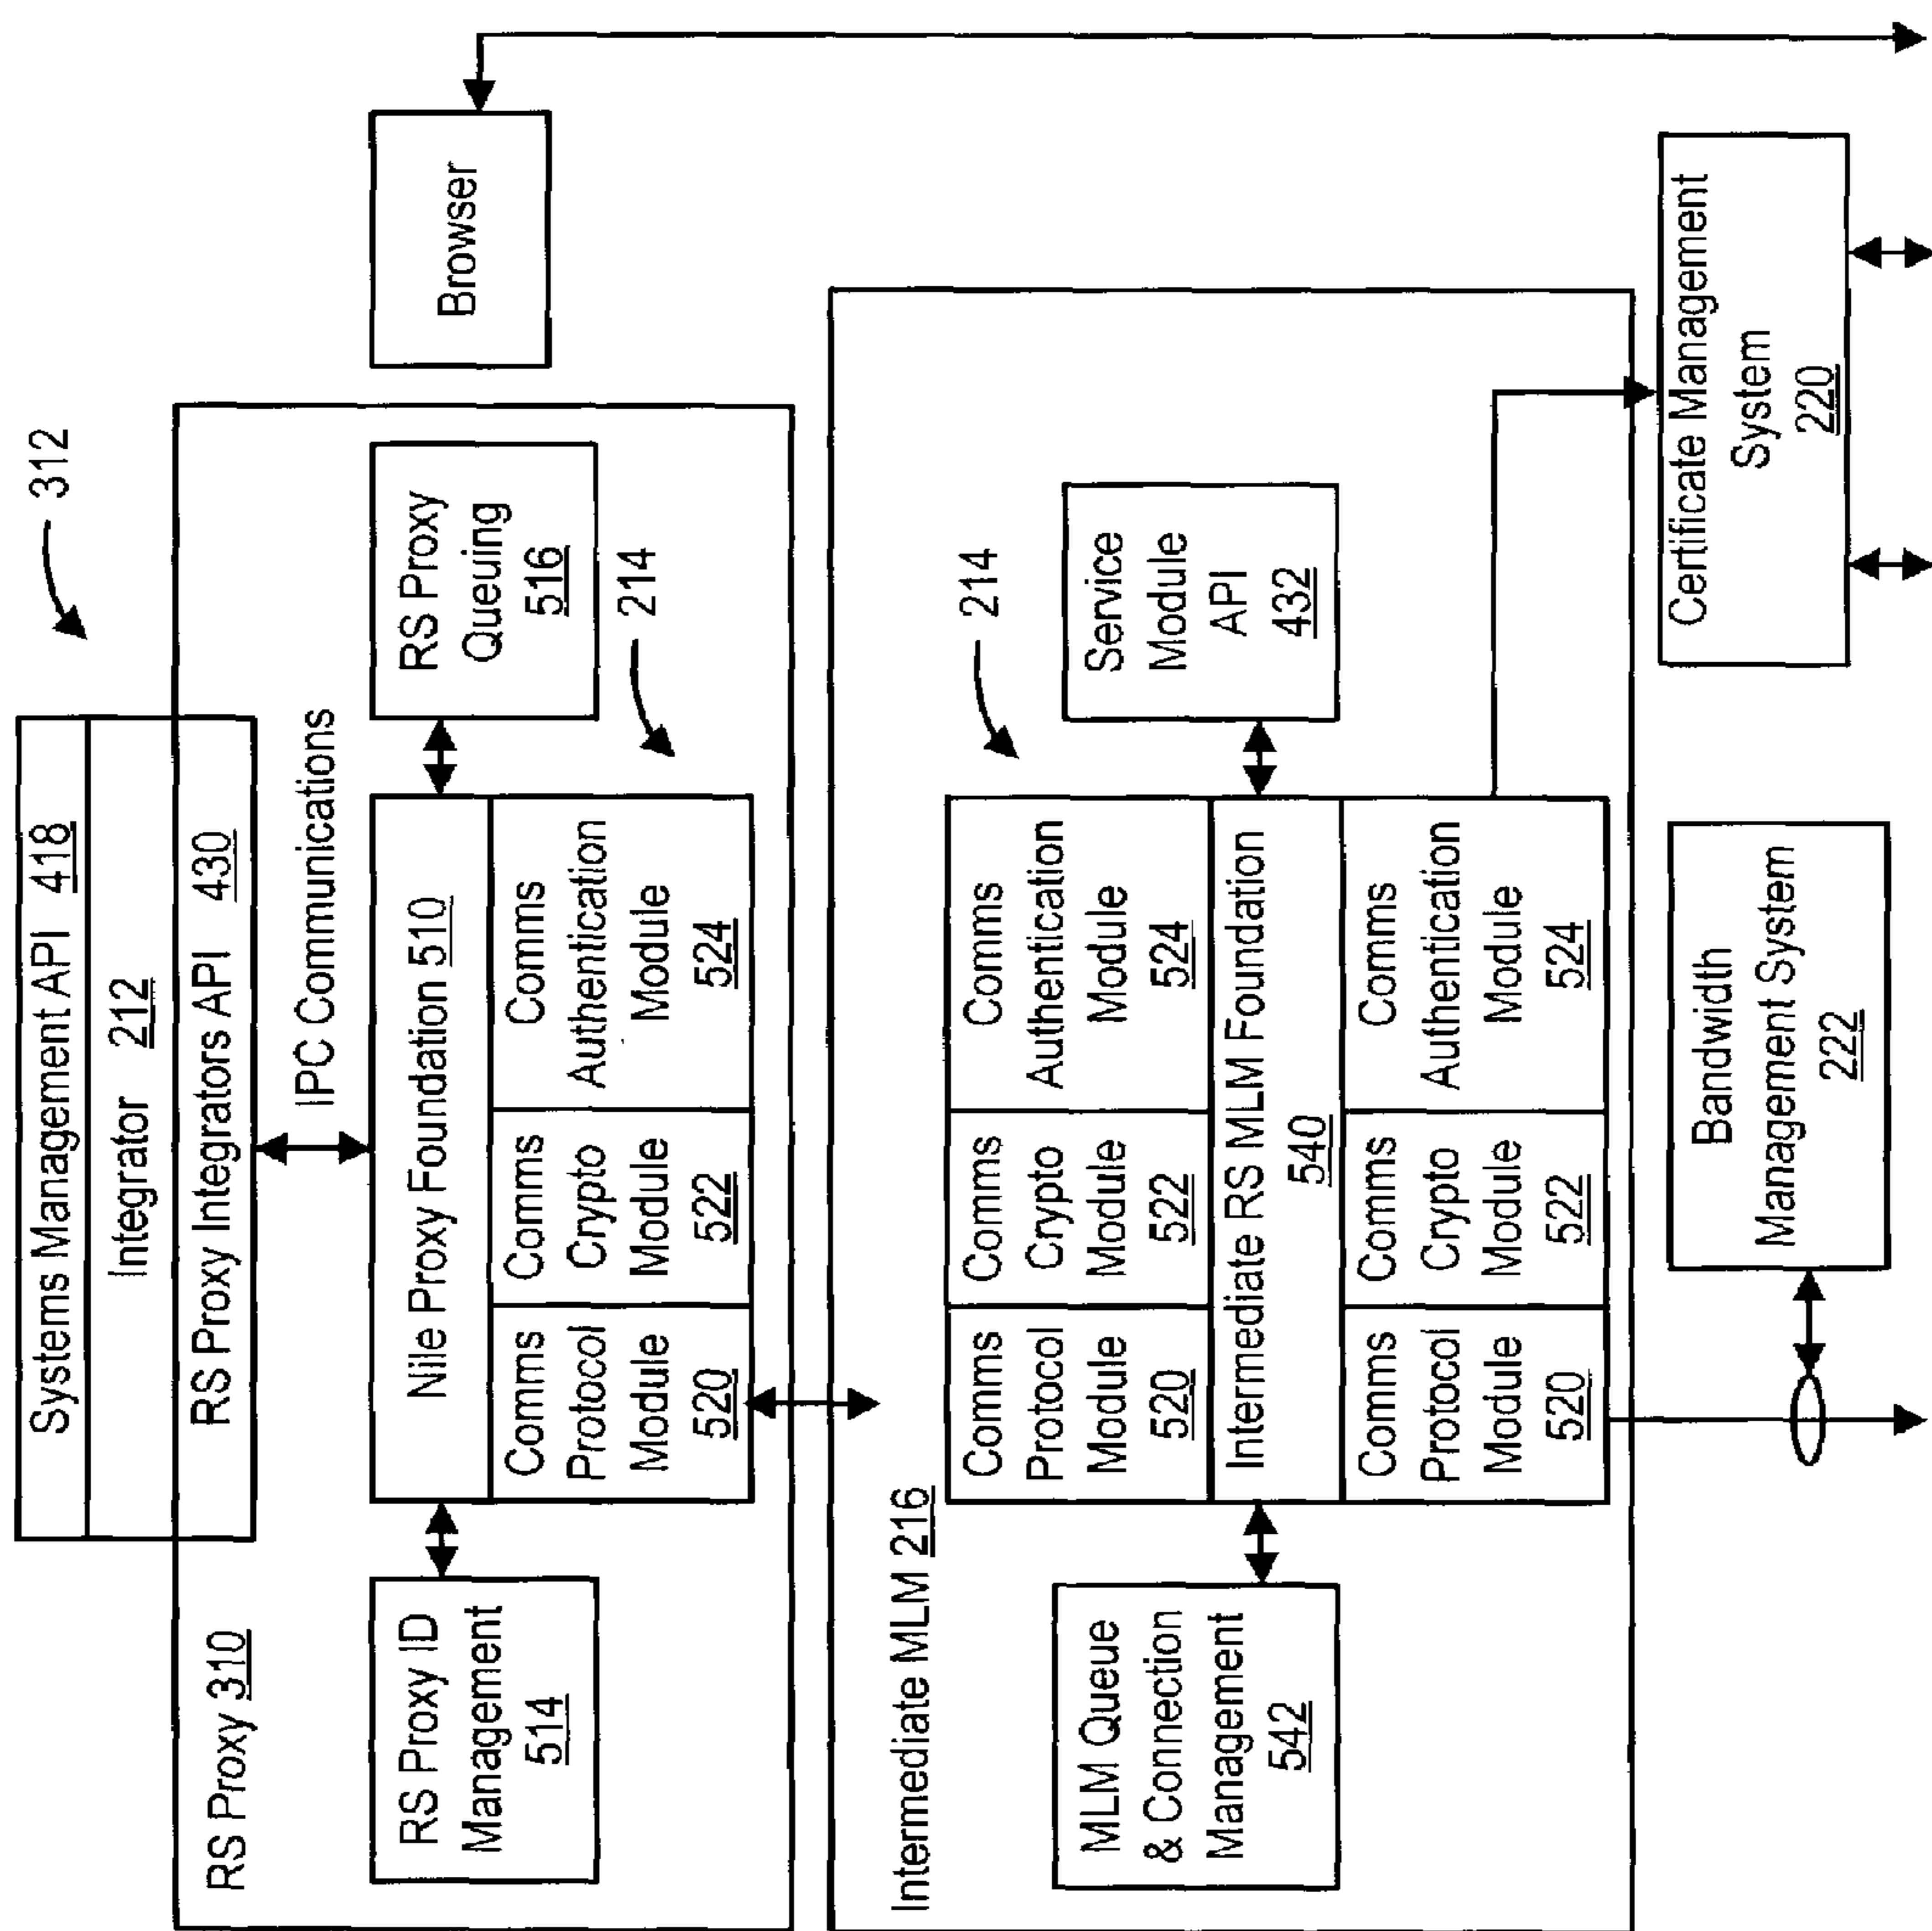 312
Systems Management API 418
Integrator 212
RS Proxy Integrators API 430
RS Proxy 310
IPC Communications
RS Proxy ID
Management
514
Nile Proxy Foundation 510
Comms
Protocol
Module
520
Comms
Crypto
Module
522
Comms
Authentication
Module
524
RS Proxy
Queuing
516
214
Browser
Intermediate MLM 216
MLM Queue
& Connection
Management
542
Comms
Protocol
Module
520
Comms
Crypto
Module
522
Comms
Authentication
Module
524
214
Intermediate RS MLM Foundation
540
Comms
Protocol
Module
520
Comms
Crypto
Module
522
Comms
Authentication
Module
524
Service
Module
API
432
Bandwidth
Management System
222
Certificate Management
System
220